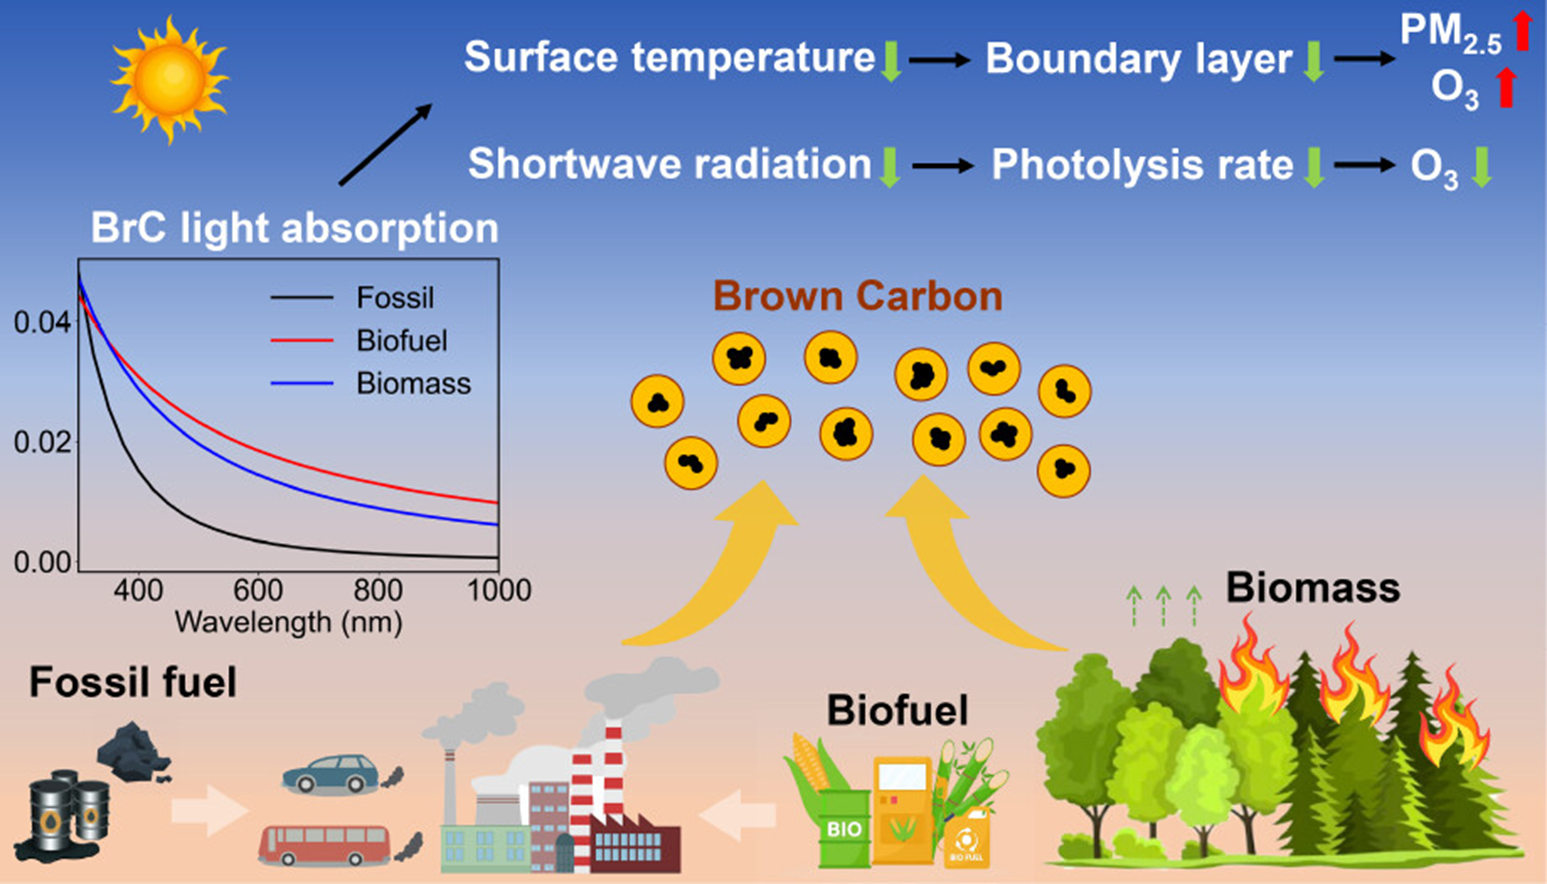 Surface temperature Boundary layer PM2.5
O3
Shortwave radiation Photolysis rate O3
BrC light absorption
Fossil
Biofuel
Biomass
0.04
0.02
0.00
400 600 800 1000
Wavelength (nm)
Brown Carbon
Fossil fuel
Biofuel
BIO
BIO FUEL
Biomass